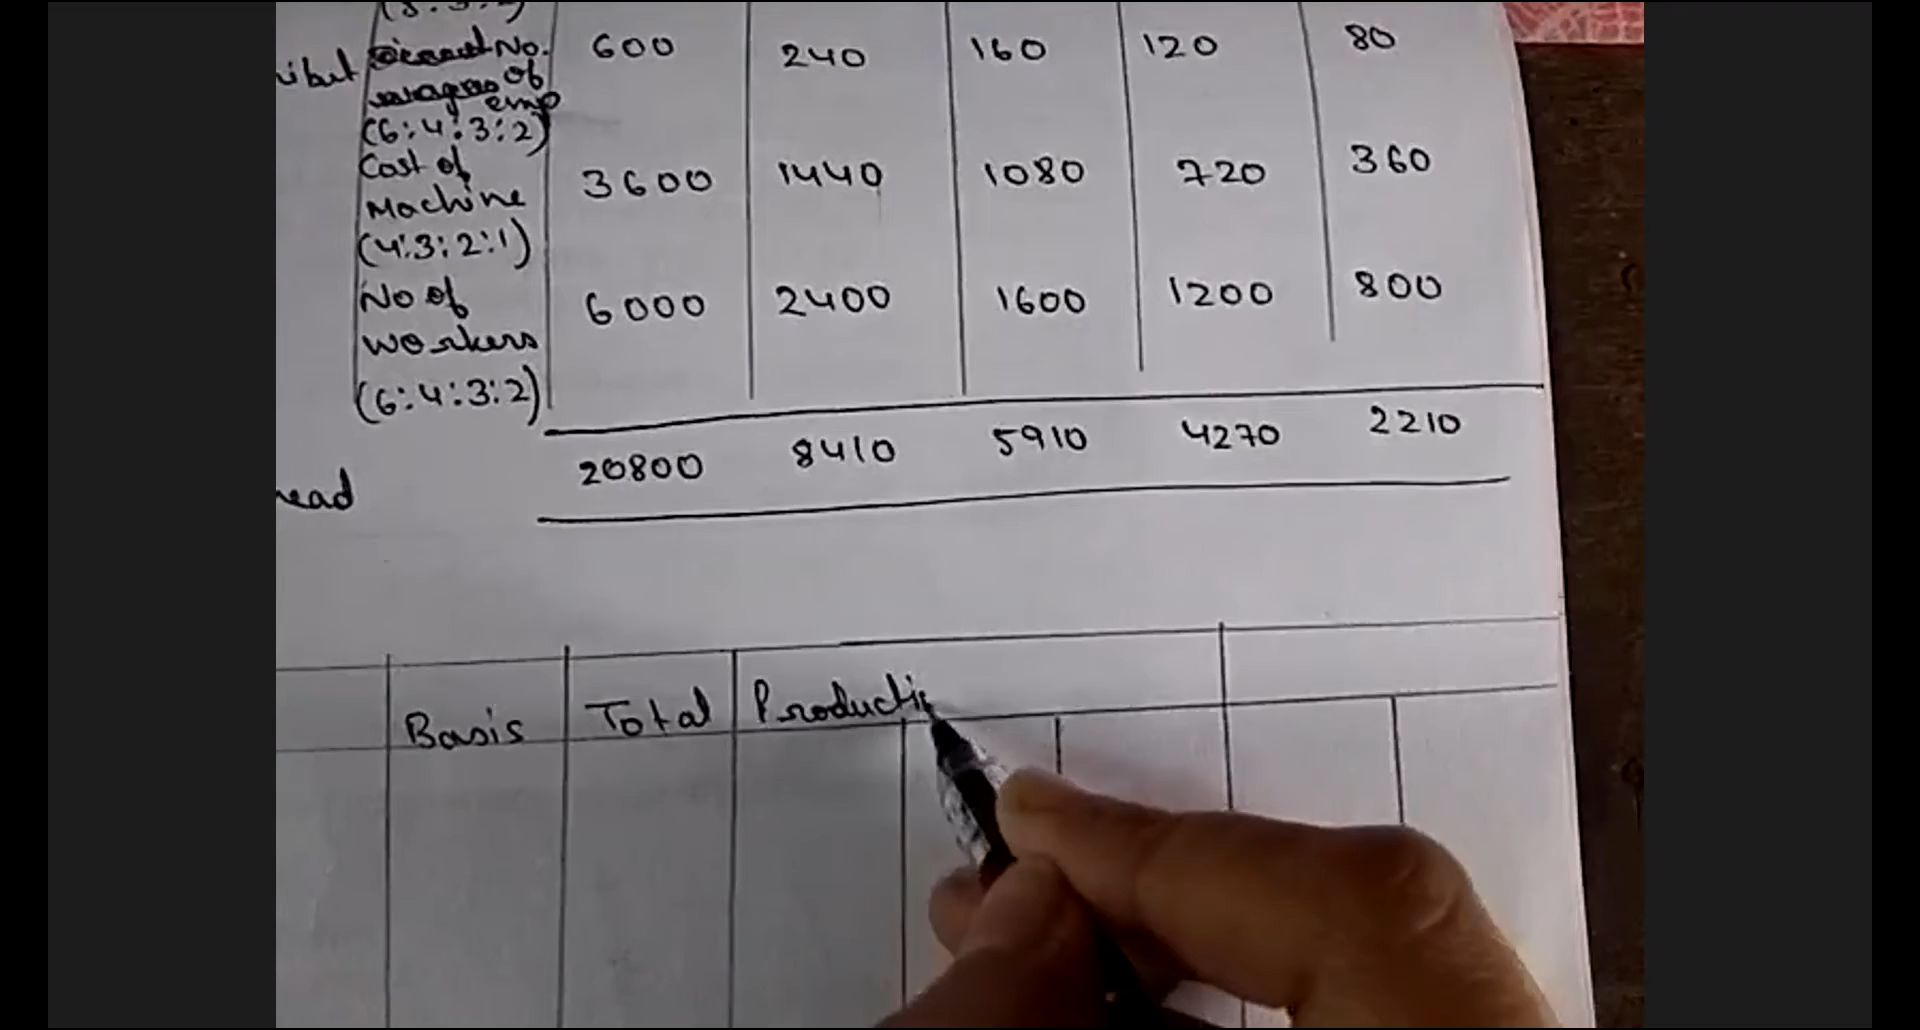 No. 600 240 160 120 80
of
emp
(6:4:3:2)
Cost of
Machine 3600 1440 1080 720 360
(4:3:2:1)
No of
workers 6000 2400 1600 1200 800
(6:4:3:2)
20800 8410 5910 4270 2210
Basis Total Producti